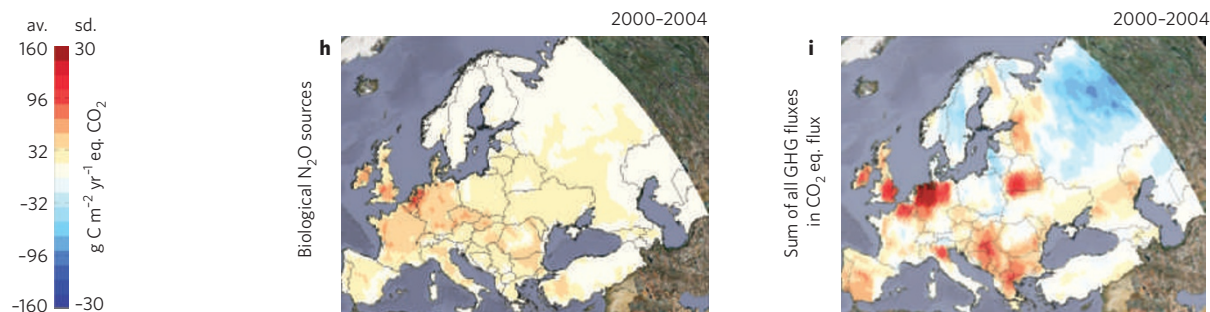 av. sd.
160 30
96
32
-32
-96
-160 -30
g C m⁻² yr⁻¹ eq. CO₂
2000–2004
h
Biological N₂O sources
2000–2004
i
Sum of all GHG fluxes
in CO₂ eq. flux